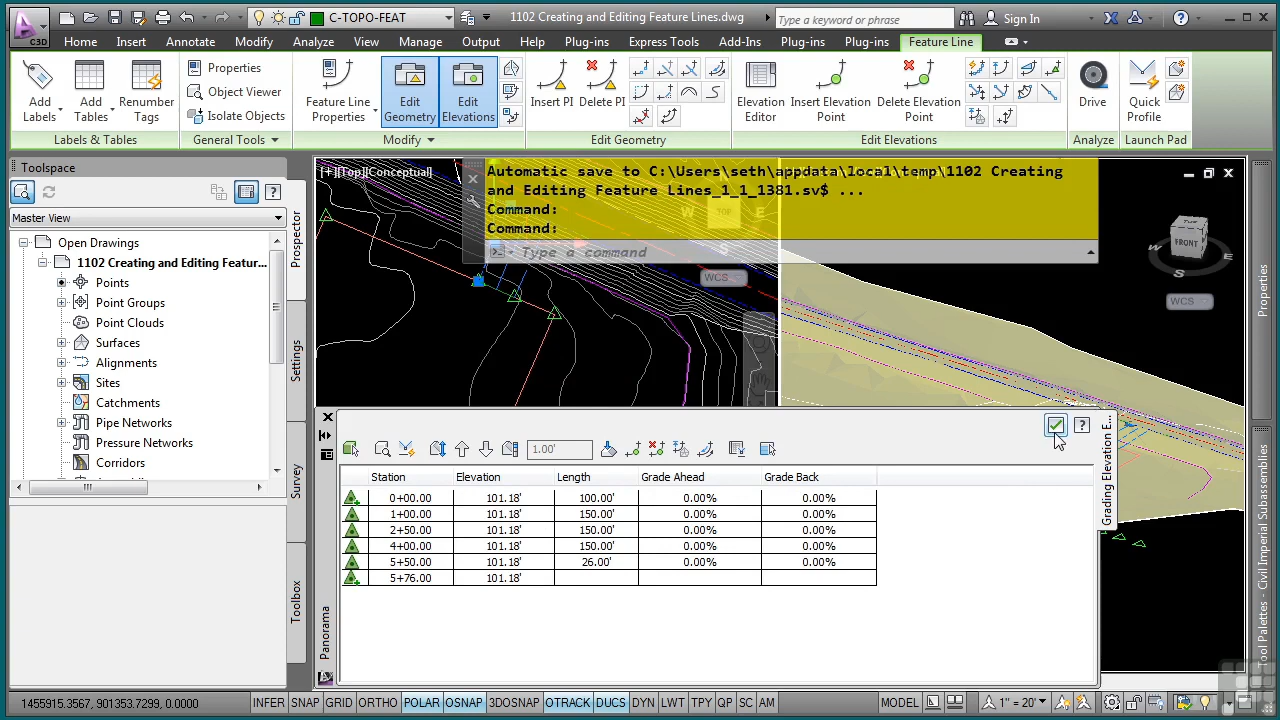 C-TOPO-FEAT
1102 Creating and Editing Feature Lines.dwg
Type a keyword or phrase
Sign In
C3D
Home Insert Annotate Modify Analyze View Manage Output Help Plug-ins Express Tools Add-Ins Plug-ins Plug-ins Feature Line
Add Labels
Add Tables
Renumber Tags
Properties
Object Viewer
Isolate Objects
Feature Line Properties
Edit Geometry
Edit Elevations
Insert PI
Delete PI
Elevation Editor
Insert Elevation Point
Delete Elevation Point
Drive
Quick Profile
Labels & Tables
General Tools
Modify
Edit Geometry
Edit Elevations
Analyze
Launch Pad
Toolspace
Master View
Open Drawings
1102 Creating and Editing Featur...
Points
Point Groups
Point Clouds
Surfaces
Alignments
Sites
Catchments
Pipe Networks
Pressure Networks
Corridors
Prospector
Settings
Survey
Toolbox
[+][Top][Conceptual]
Automatic save to C:\Users\seth\appdata\local\temp\1102 Creating
and Editing Feature Lines_1_1_1381.sv$ ...
Command:
Command:
Type a command
W TOP E
S
WCS
FRONT
W E
S
WCS
Properties
Tool Palettes - Civil Imperial Subassemblies
1.00'
Station Elevation Length Grade Ahead Grade Back
0+00.00 101.18' 100.00' 0.00% 0.00%
1+00.00 101.18' 150.00' 0.00% 0.00%
2+50.00 101.18' 150.00' 0.00% 0.00%
4+00.00 101.18' 150.00' 0.00% 0.00%
5+50.00 101.18' 26.00' 0.00% 0.00%
5+76.00 101.18'
Grading Elevation E...
Panorama
1455915.3567, 901353.7299, 0.0000
INFER SNAP GRID ORTHO POLAR OSNAP 3DOSNAP OTRACK DUCS DYN LWT TPY QP SC AM
MODEL
1" = 20'